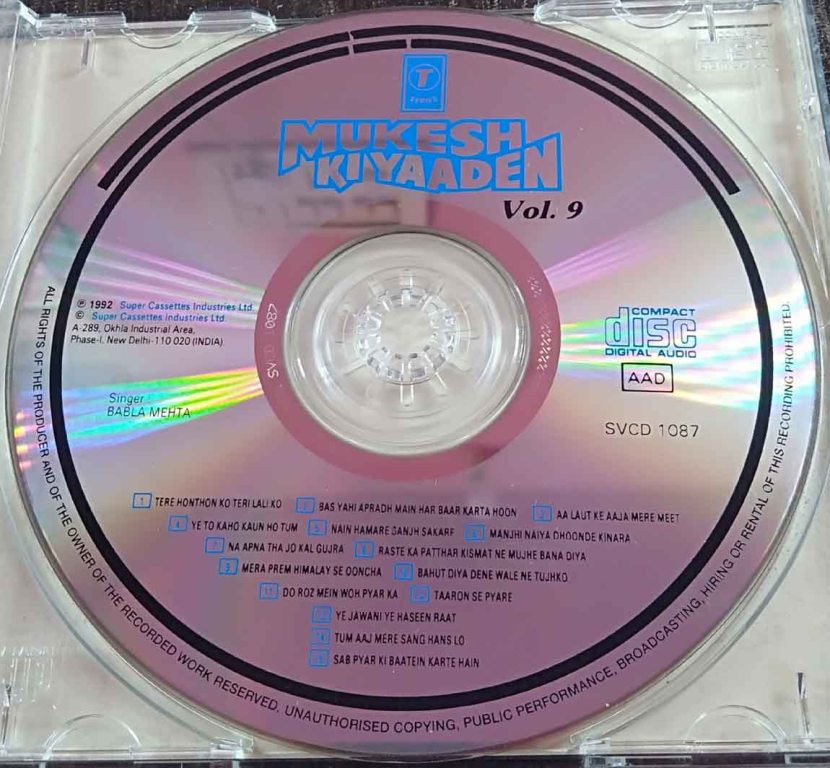 T
MUKESH
KI YAADEN
Vol. 9
℗ 1992 Super Cassettes Industries Ltd.
© Super Cassettes Industries Ltd.
A-289, Okhla Industrial Area,
Phase-I, New Delhi-110 020 (INDIA).
Singer
BABLA MEHTA
COMPACT
disc
DIGITAL AUDIO
AAD
SVCD 1087
1 TERE HONTHON KO TERI LALI KO 2 BAS YAHI APRADH MAIN HAR BAAR KARTA HOON 3 AA LAUT KE AAJA MERE MEET
4 YE TO KAHO KAUN HO TUM 5 NAIN HAMARE SANJH SAKARE 6 MANJHI NAIYA DHOONDE KINARA
7 NA APNA THA JO KAL GUJRA 8 RASTE KA PATTHAR KISMAT NE MUJHE BANA DIYA
9 MERA PREM HIMALAY SE OONCHA 10 BAHUT DIYA DENE WALE NE TUJHKO
11 DO ROZ MEIN WOH PYAR KA 12 TAARON SE PYARE
13 YE JAWANI YE HASEEN RAAT
14 TUM AAJ MERE SANG HANS LO
15 SAB PYAR KI BAATEIN KARTE HAIN
ALL RIGHTS OF THE PRODUCER AND OF THE OWNER OF THE RECORDED WORK RESERVED. UNAUTHORISED COPYING, PUBLIC PERFORMANCE, BROADCASTING, HIRING OR RENTAL OF THIS RECORDING PROHIBITED.